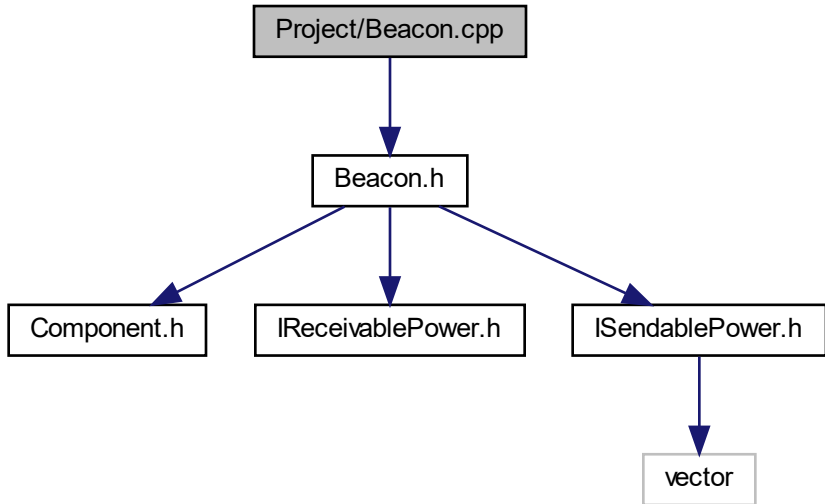 Project/Beacon.cpp
Beacon.h
Component.h
IReceivablePower.h
ISendablePower.h
vector